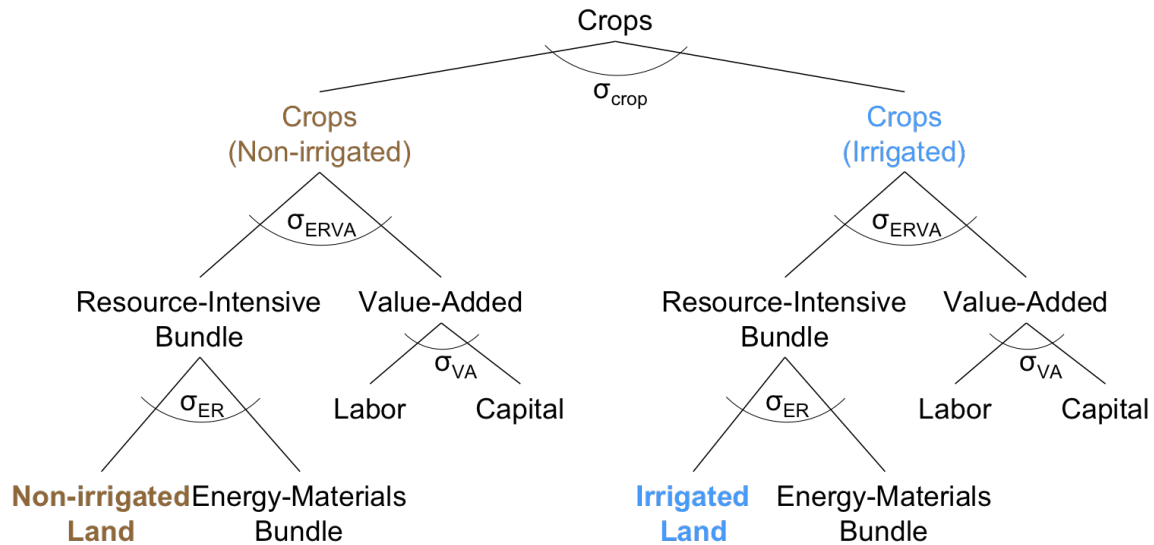 Crops
σcrop
Crops
(Non-irrigated)
Crops
(Irrigated)
σERVA
σERVA
Resource-Intensive
Bundle
Value-Added
Resource-Intensive
Bundle
Value-Added
σER
σVA
Labor
Capital
σER
σVA
Labor
Capital
Non-irrigated
Land
Energy-Materials
Bundle
Irrigated
Land
Energy-Materials
Bundle